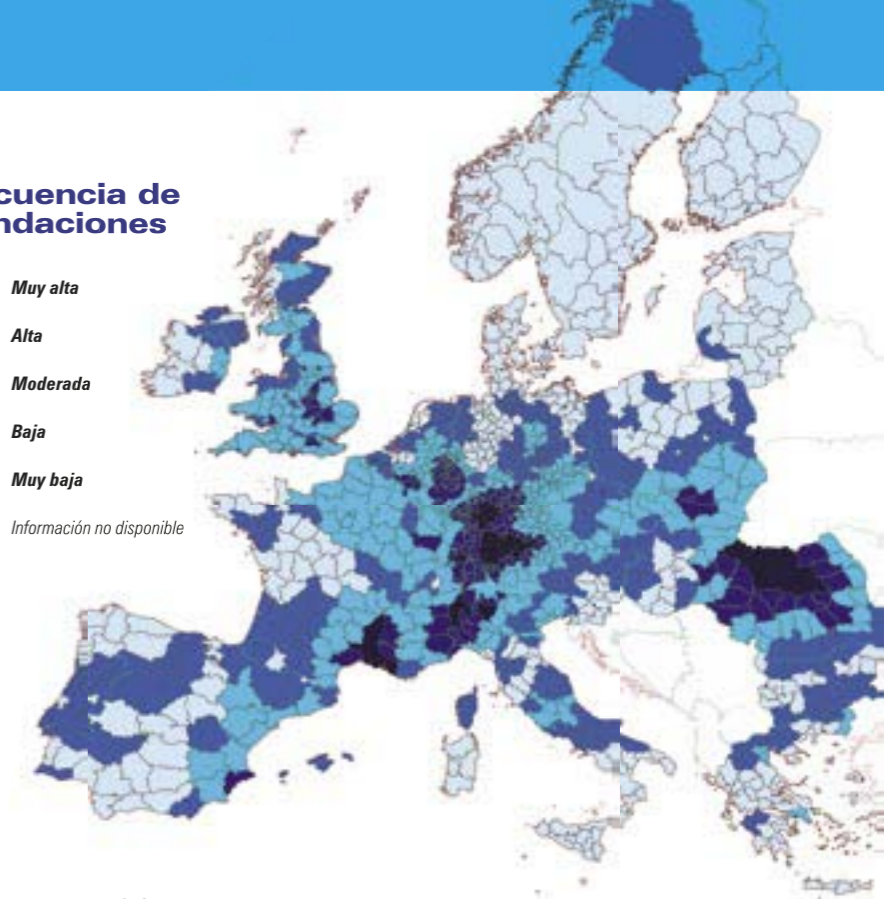 cuencia de
ndaciones
Muy alta
Alta
Moderada
Baja
Muy baja
Información no disponible